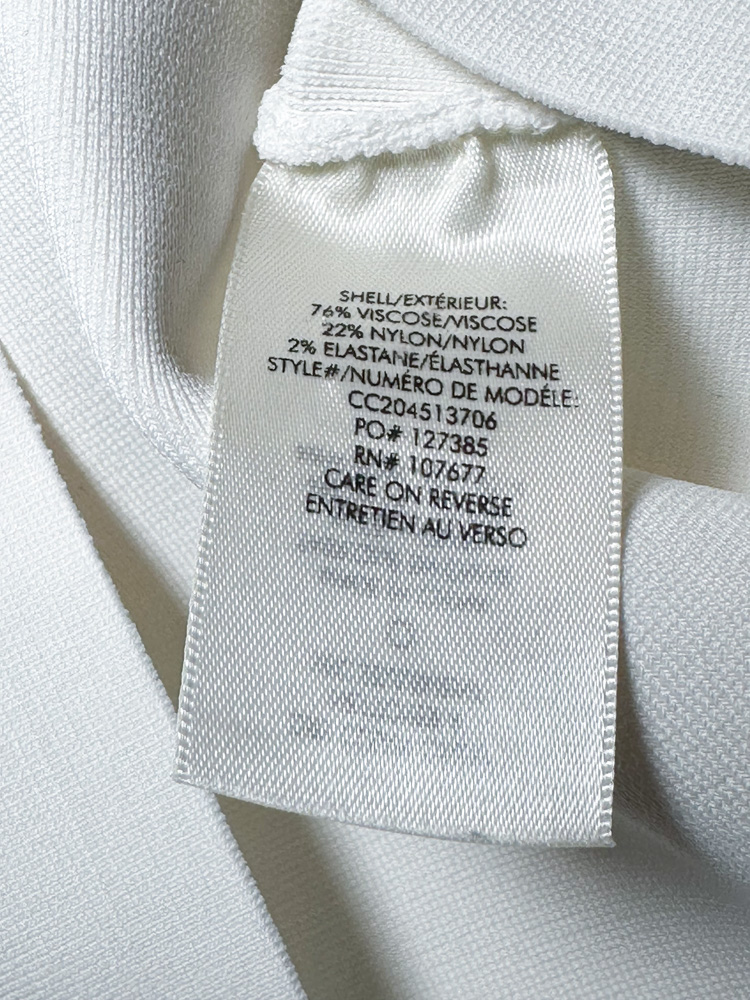 SHELL/EXTÉRIEUR:
76% VISCOSE/VISCOSE
22% NYLON/NYLON
2% ELASTANE/ÉLASTHANNE
STYLE#/NUMÉRO DE MODÉLE:
CC204513706
PO# 127385
RN# 107677
CARE ON REVERSE
ENTRETIEN AU VERSO